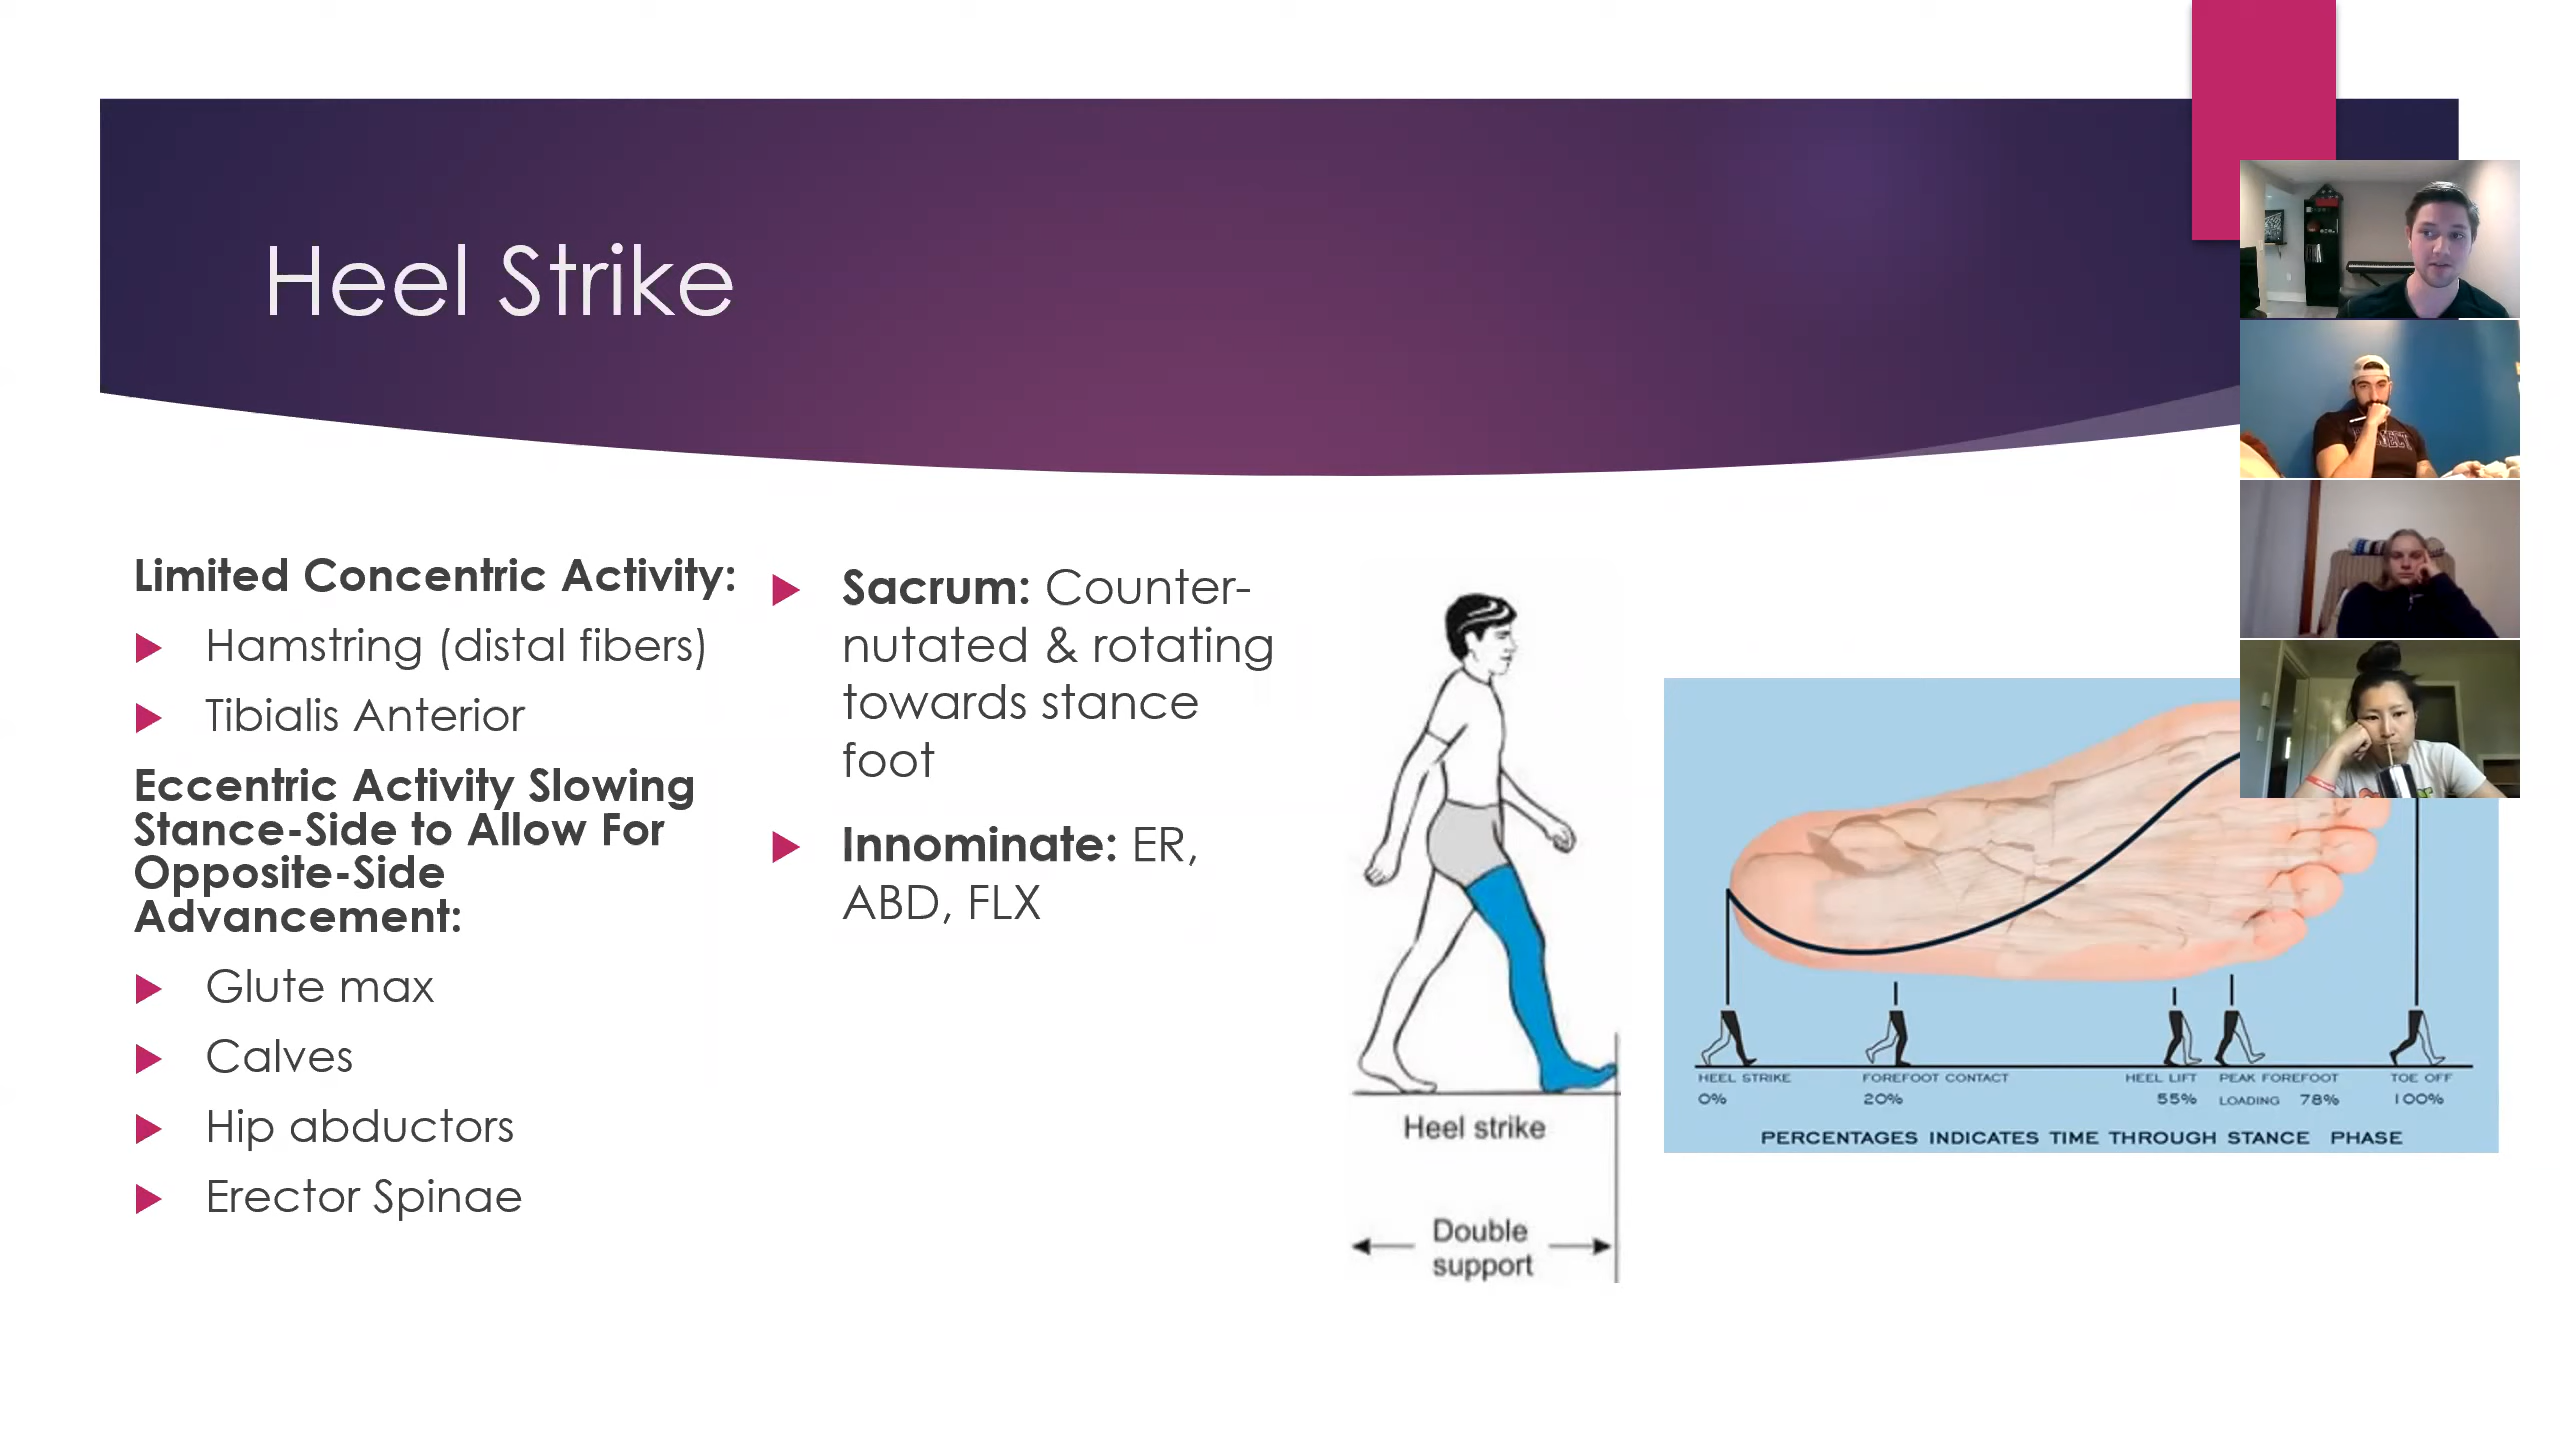 Heel Strike
Limited Concentric Activity:
Hamstring (distal fibers)
Tibialis Anterior
Eccentric Activity Slowing
Stance-Side to Allow For
Opposite-Side
Advancement:
Glute max
Calves
Hip abductors
Erector Spinae
Sacrum: Counter-
nutated & rotating
towards stance
foot
Innominate: ER,
ABD, FLX
Heel strike
Double
support
HEEL STRIKE
0%
FOREFOOT CONTACT
20%
HEEL LIFT
55%
PEAK FOREFOOT
LOADING 78%
TOE OFF
100%
PERCENTAGES INDICATES TIME THROUGH STANCE PHASE